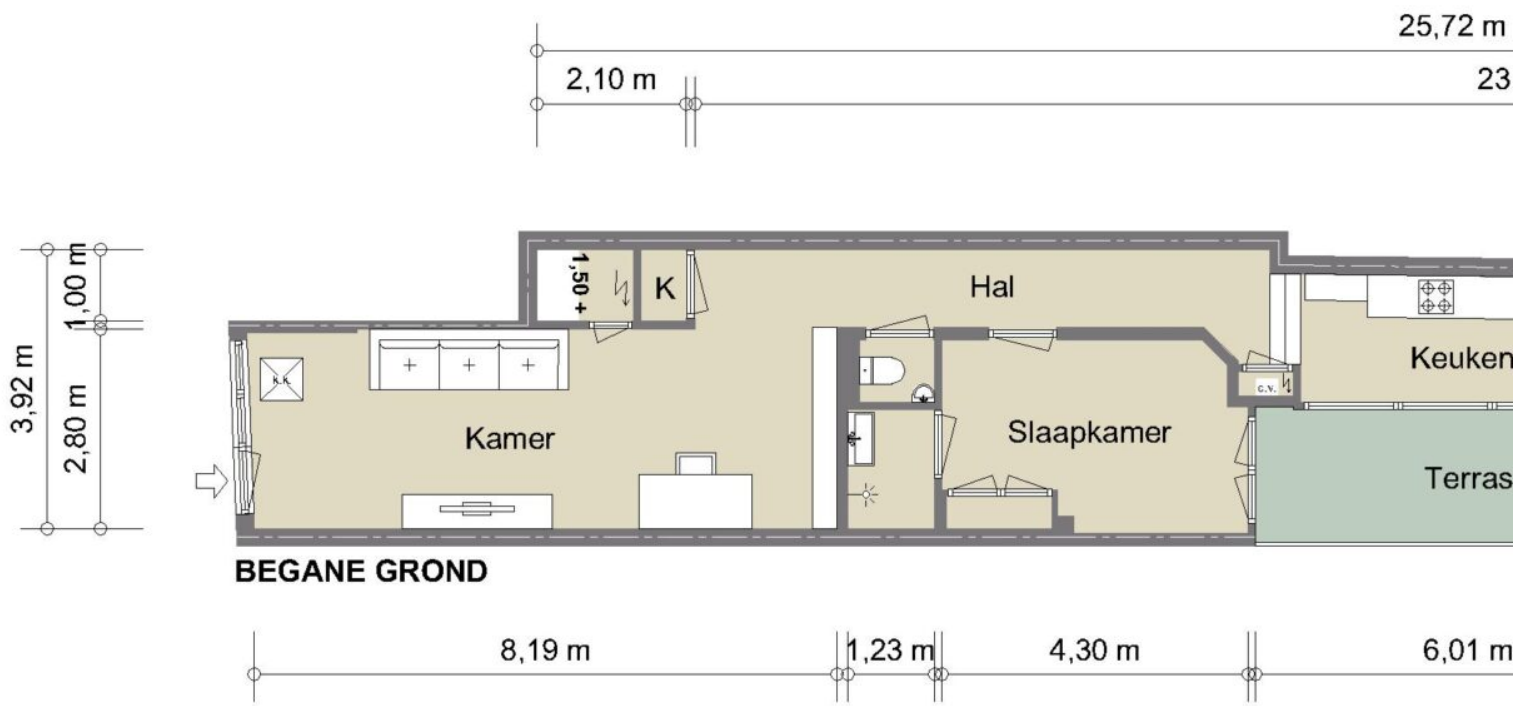 25,72 m
2,10 m
23
1,00 m
3,92 m
2,80 m
1,50 +
K
Hal
k.k.
Keuken
c.v.
Kamer
Slaapkamer
Terras
BEGANE GROND
8,19 m
1,23 m
4,30 m
6,01 m